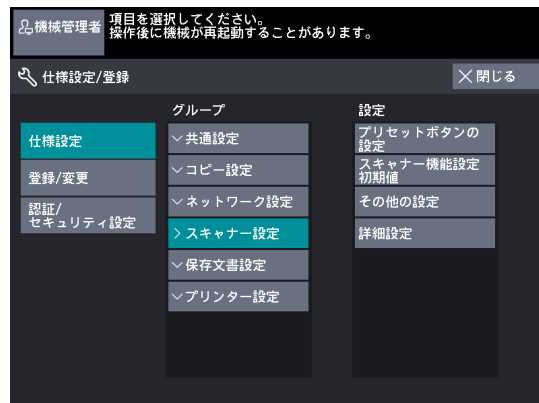 機械管理者
項目を選択してください。
操作後に機械が再起動することがあります。
仕様設定/登録
閉じる
グループ
設定
仕様設定
登録/変更
認証/
セキュリティ設定
共通設定
コピー設定
ネットワーク設定
スキャナー設定
保存文書設定
プリンター設定
プリセットボタンの
設定
スキャナー機能設定
初期値
その他の設定
詳細設定